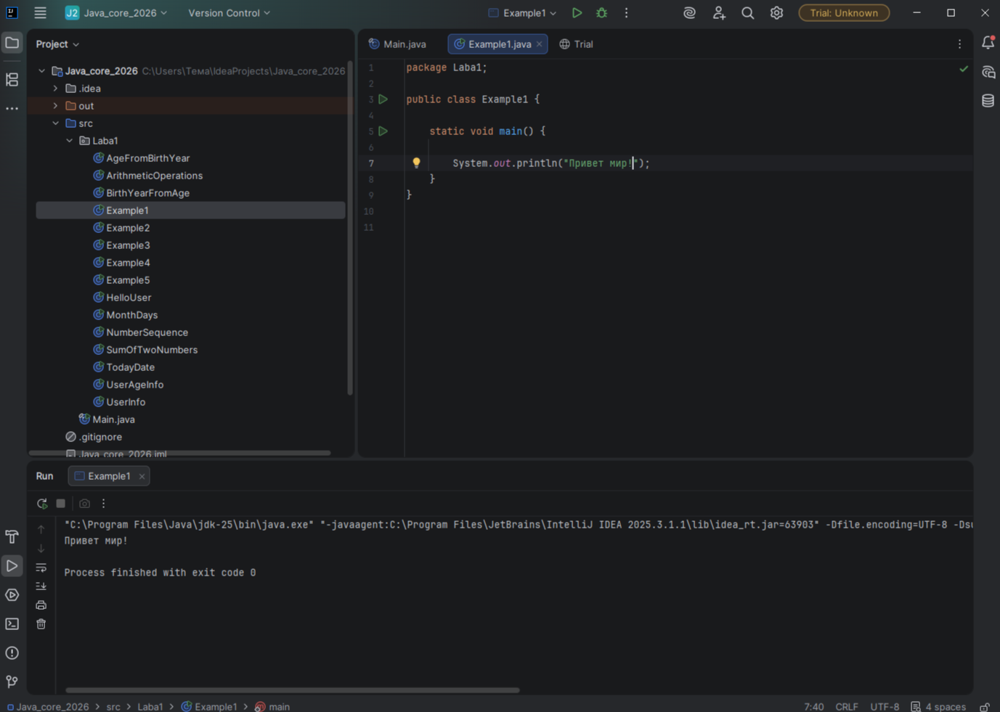 J2 Java_core_2026 Version Control Example1 Trial: Unknown
Project
Java_core_2026 C:\Users\Тема\IdeaProjects\Java_core_2026
.idea
out
src
Laba1
AgeFromBirthYear
ArithmeticOperations
BirthYearFromAge
Example1
Example2
Example3
Example4
Example5
HelloUser
MonthDays
NumberSequence
SumOfTwoNumbers
TodayDate
UserAgeInfo
UserInfo
Main.java
.gitignore
Java_core_2026.iml
Main.java Example1.java Trial
1 package Laba1;
2
3 public class Example1 {
4
5 static void main() {
6
7 System.out.println("Привет мир!");
8 }
9 }
10
11
Run Example1
"C:\Program Files\Java\jdk-25\bin\java.exe" "-javaagent:C:\Program Files\JetBrains\IntelliJ IDEA 2025.3.1.1\lib\idea_rt.jar=63903" -Dfile.encoding=UTF-8 -Dsu
Привет мир!
Process finished with exit code 0
Java_core_2026 > src > Laba1 > Example1 > main 7:40 CRLF UTF-8 4 spaces